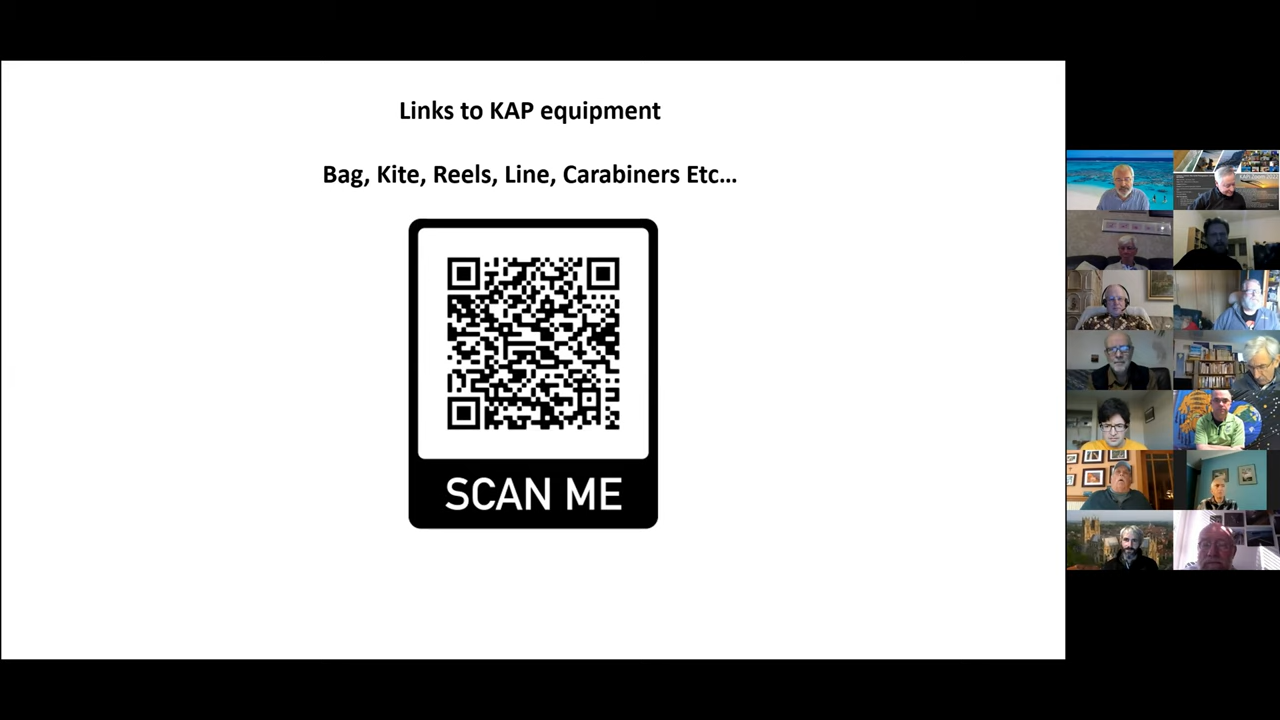 Links to KAP equipment
Bag, Kite, Reels, Line, Carabiners Etc...
SCAN ME